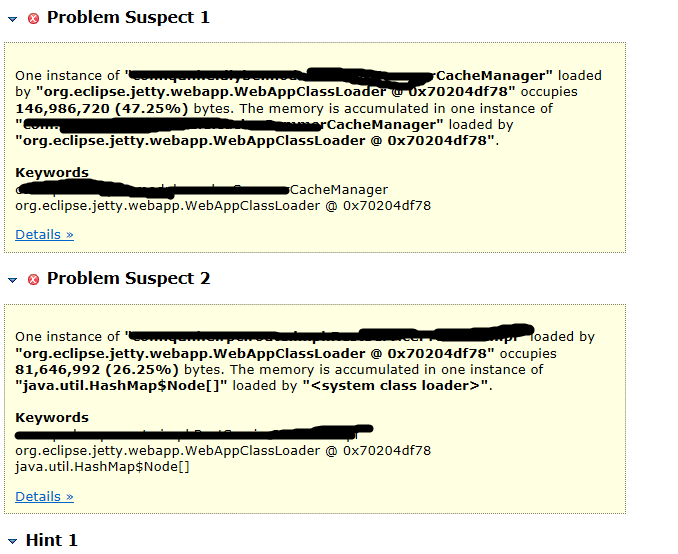 Problem Suspect 1
One instance of "CacheManager" loaded
by "org.eclipse.jetty.webapp.WebAppClassLoader @ 0x70204df78" occupies
146,986,720 (47.25%) bytes. The memory is accumulated in one instance of
"CacheManager" loaded by
"org.eclipse.jetty.webapp.WebAppClassLoader @ 0x70204df78".
Keywords
CacheManager
org.eclipse.jetty.webapp.WebAppClassLoader @ 0x70204df78
Details »
Problem Suspect 2
One instance of " " loaded by
"org.eclipse.jetty.webapp.WebAppClassLoader @ 0x70204df78" occupies
81,646,992 (26.25%) bytes. The memory is accumulated in one instance of
"java.util.HashMap$Node[]" loaded by "<system class loader>".
Keywords
org.eclipse.jetty.webapp.WebAppClassLoader @ 0x70204df78
java.util.HashMap$Node[]
Details »
Hint 1